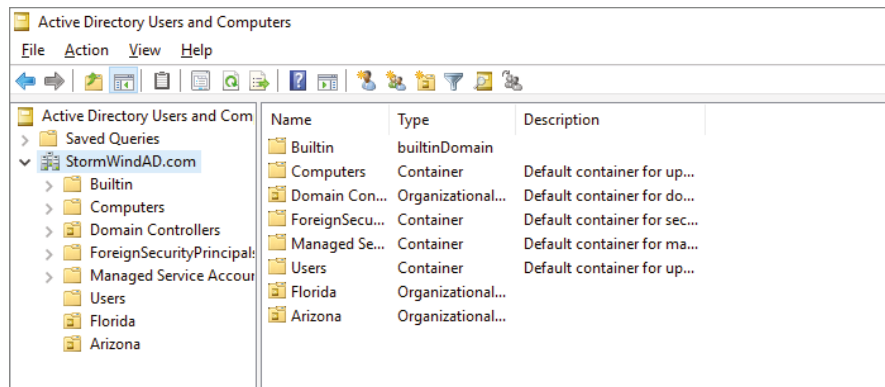 Active Directory Users and Computers
File Action View Help
Active Directory Users and Com
Saved Queries
StormWindAD.com
Builtin
Computers
Domain Controllers
ForeignSecurityPrincipals
Managed Service Accour
Users
Florida
Arizona
Name Type Description
Builtin builtinDomain
Computers Container Default container for up...
Domain Con... Organizational... Default container for do...
ForeignSecu... Container Default container for sec...
Managed Se... Container Default container for ma...
Users Container Default container for up...
Florida Organizational...
Arizona Organizational...